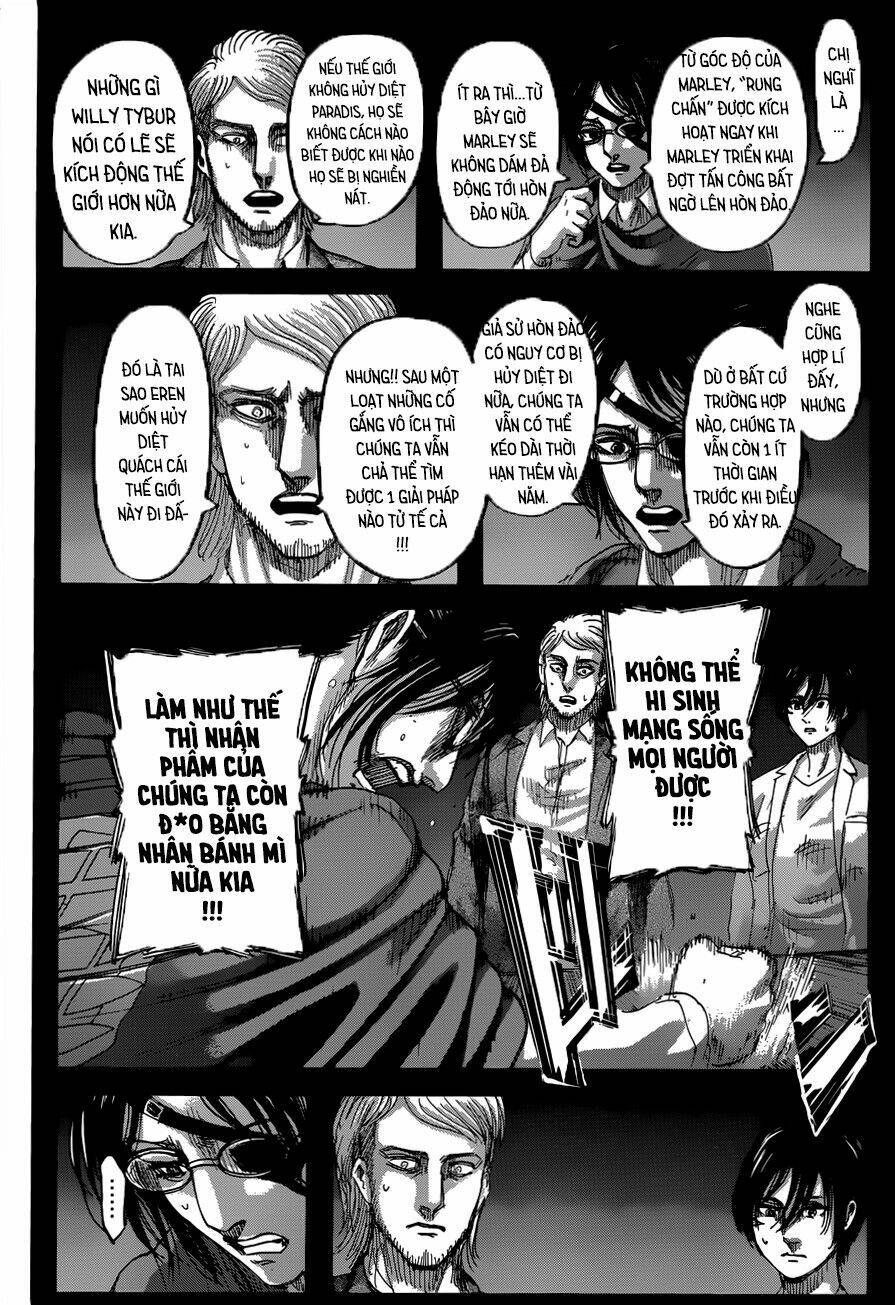 CHỊ
NGHĨ
LÀ
...
TỪ GÓC ĐỘ CỦA
MARLEY, “RUNG
CHẤN” ĐƯỢC KÍCH
HOẠT NGAY KHI
MARLEY TRIỂN KHAI
ĐỢT TẤN CÔNG BẤT
NGỜ LÊN HÒN ĐẢO.
ÍT RA THÌ...TỪ
BÂY GIỜ
MARLEY SẼ
KHÔNG DÁM ĐẢ
ĐỘNG TỚI HÒN
ĐẢO NỮA.
NẾU THẾ GIỚI
KHÔNG HỦY DIỆT
PARADIS, HỌ SẼ
KHÔNG CÁCH NÀO
BIẾT ĐƯỢC KHI NÀO
HỌ SẼ BỊ NGHIỀN
NÁT.
NHỮNG GÌ
WILLY TYBUR
NÓI CÓ LẼ SẼ
KÍCH ĐỘNG THẾ
GIỚI HƠN NỮA
KIA.
NGHE
CŨNG
HỢP LÍ
ĐẤY,
NHƯNG
DÙ Ở BẤT CỨ
TRƯỜNG HỢP
NÀO, CHÚNG TA
VẪN CÒN 1 ÍT
THỜI GIAN
TRƯỚC KHI ĐIỀU
ĐÓ XẢY RA.
GIẢ SỬ HÒN ĐẢO
CÓ NGUY CƠ BỊ
HỦY DIỆT ĐI
NỮA, CHÚNG TA
VẪN CÓ THỂ
KÉO DÀI THỜI
HẠN THÊM VÀI
NĂM.
NHƯNG!! SAU MỘT
LOẠT NHỮNG CỐ
GẮNG VÔ ÍCH THÌ
CHÚNG TA VẪN
CHẢ THỂ TÌM
ĐƯỢC 1 GIẢI PHÁP
NÀO TỬ TẾ CẢ
!!!
ĐÓ LÀ TAI
SAO EREN
MUỐN HỦY
DIỆT
QUÁCH CÁI
THẾ GIỚI
NÀY ĐI ĐẤ-
KHÔNG THỂ
HI SINH
MẠNG SỐNG
MỌI NGƯỜI
ĐƯỢC
!!!
LÀM NHƯ THẾ
THÌ NHÂN
PHẨM CỦA
CHÚNG TA CÒN
Đ*O BẰNG
NHÂN BÁNH MÌ
NỮA KIA
!!!
......